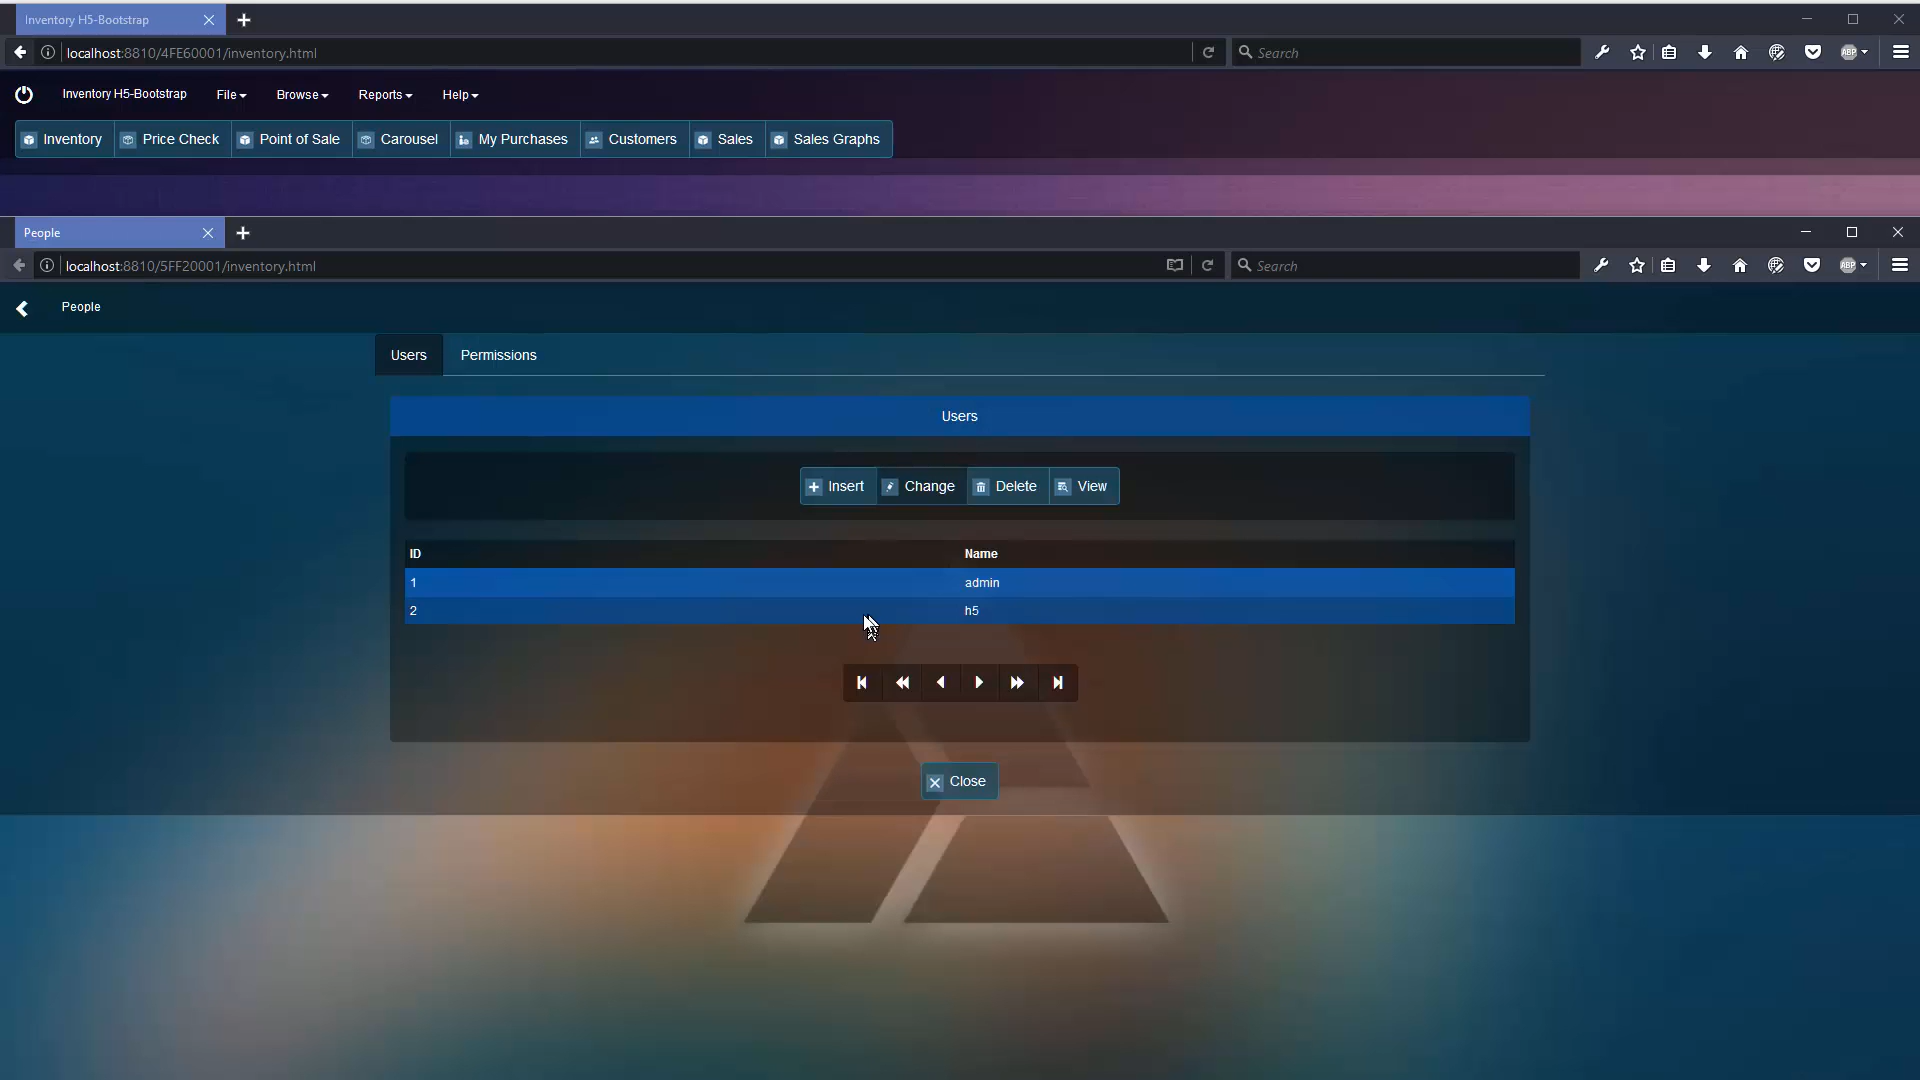 Inventory H5-Bootstrap
localhost:8810/4FE60001/inventory.html
Search
ABP
Inventory H5-Bootstrap File Browse Reports Help
Inventory Price Check Point of Sale Carousel My Purchases Customers Sales Sales Graphs
People
localhost:8810/5FF20001/inventory.html
Search
ABP
People
Users Permissions
Users
Insert Change Delete View
ID Name
1 admin
2 h5
Close